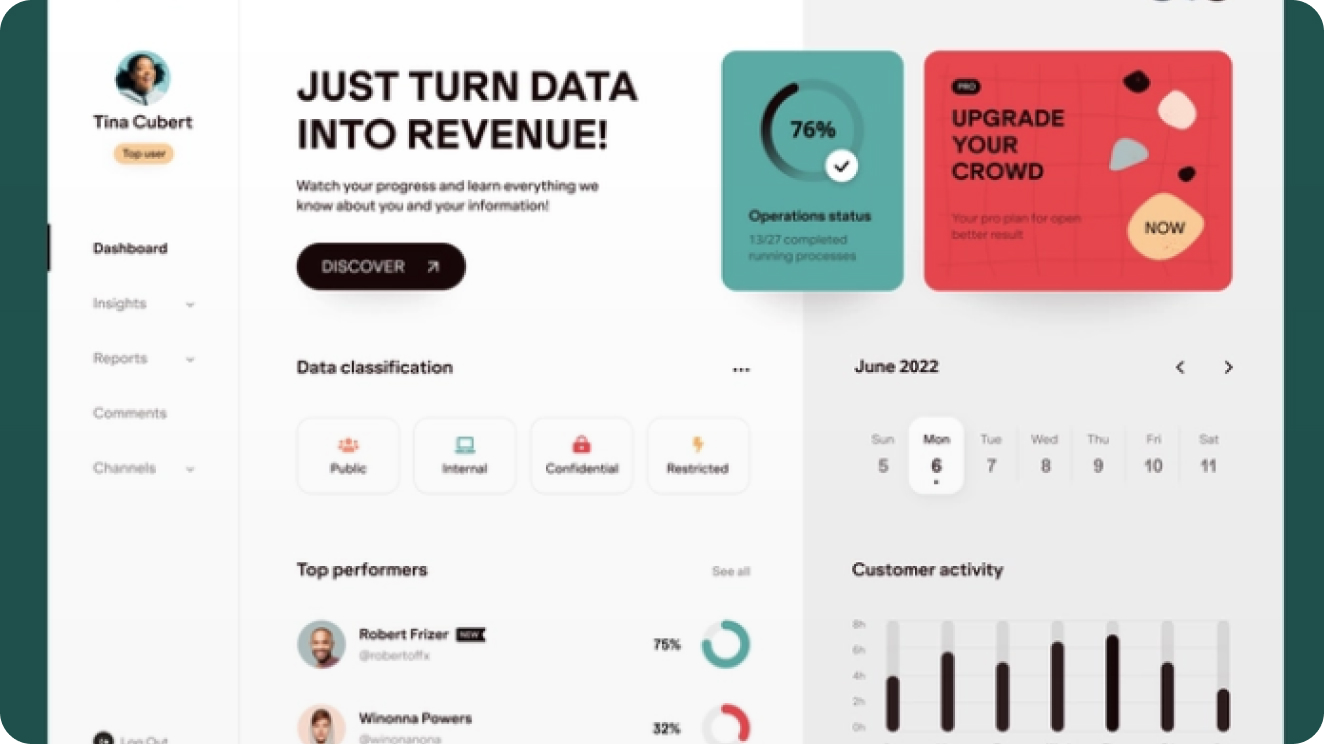 Tina Cubert
Top user
Dashboard
Insights
Reports
Comments
Channels
Log Out
JUST TURN DATA
INTO REVENUE!
Watch your progress and learn everything we
know about you and your information!
DISCOVER
76%
Operations status
13/27 completed
running processes
PRO
UPGRADE
YOUR
CROWD
Your pro plan for open
better result
NOW
Data classification
Public
Internal
Confidential
Restricted
June 2022
Sun Mon Tue Wed Thu Fri Sat
5 6 7 8 9 10 11
Top performers
See all
Robert Frizer NEW
@robertoffx
75%
Winonna Powers
@winonanona
32%
Customer activity
8h
6h
4h
2h
0h